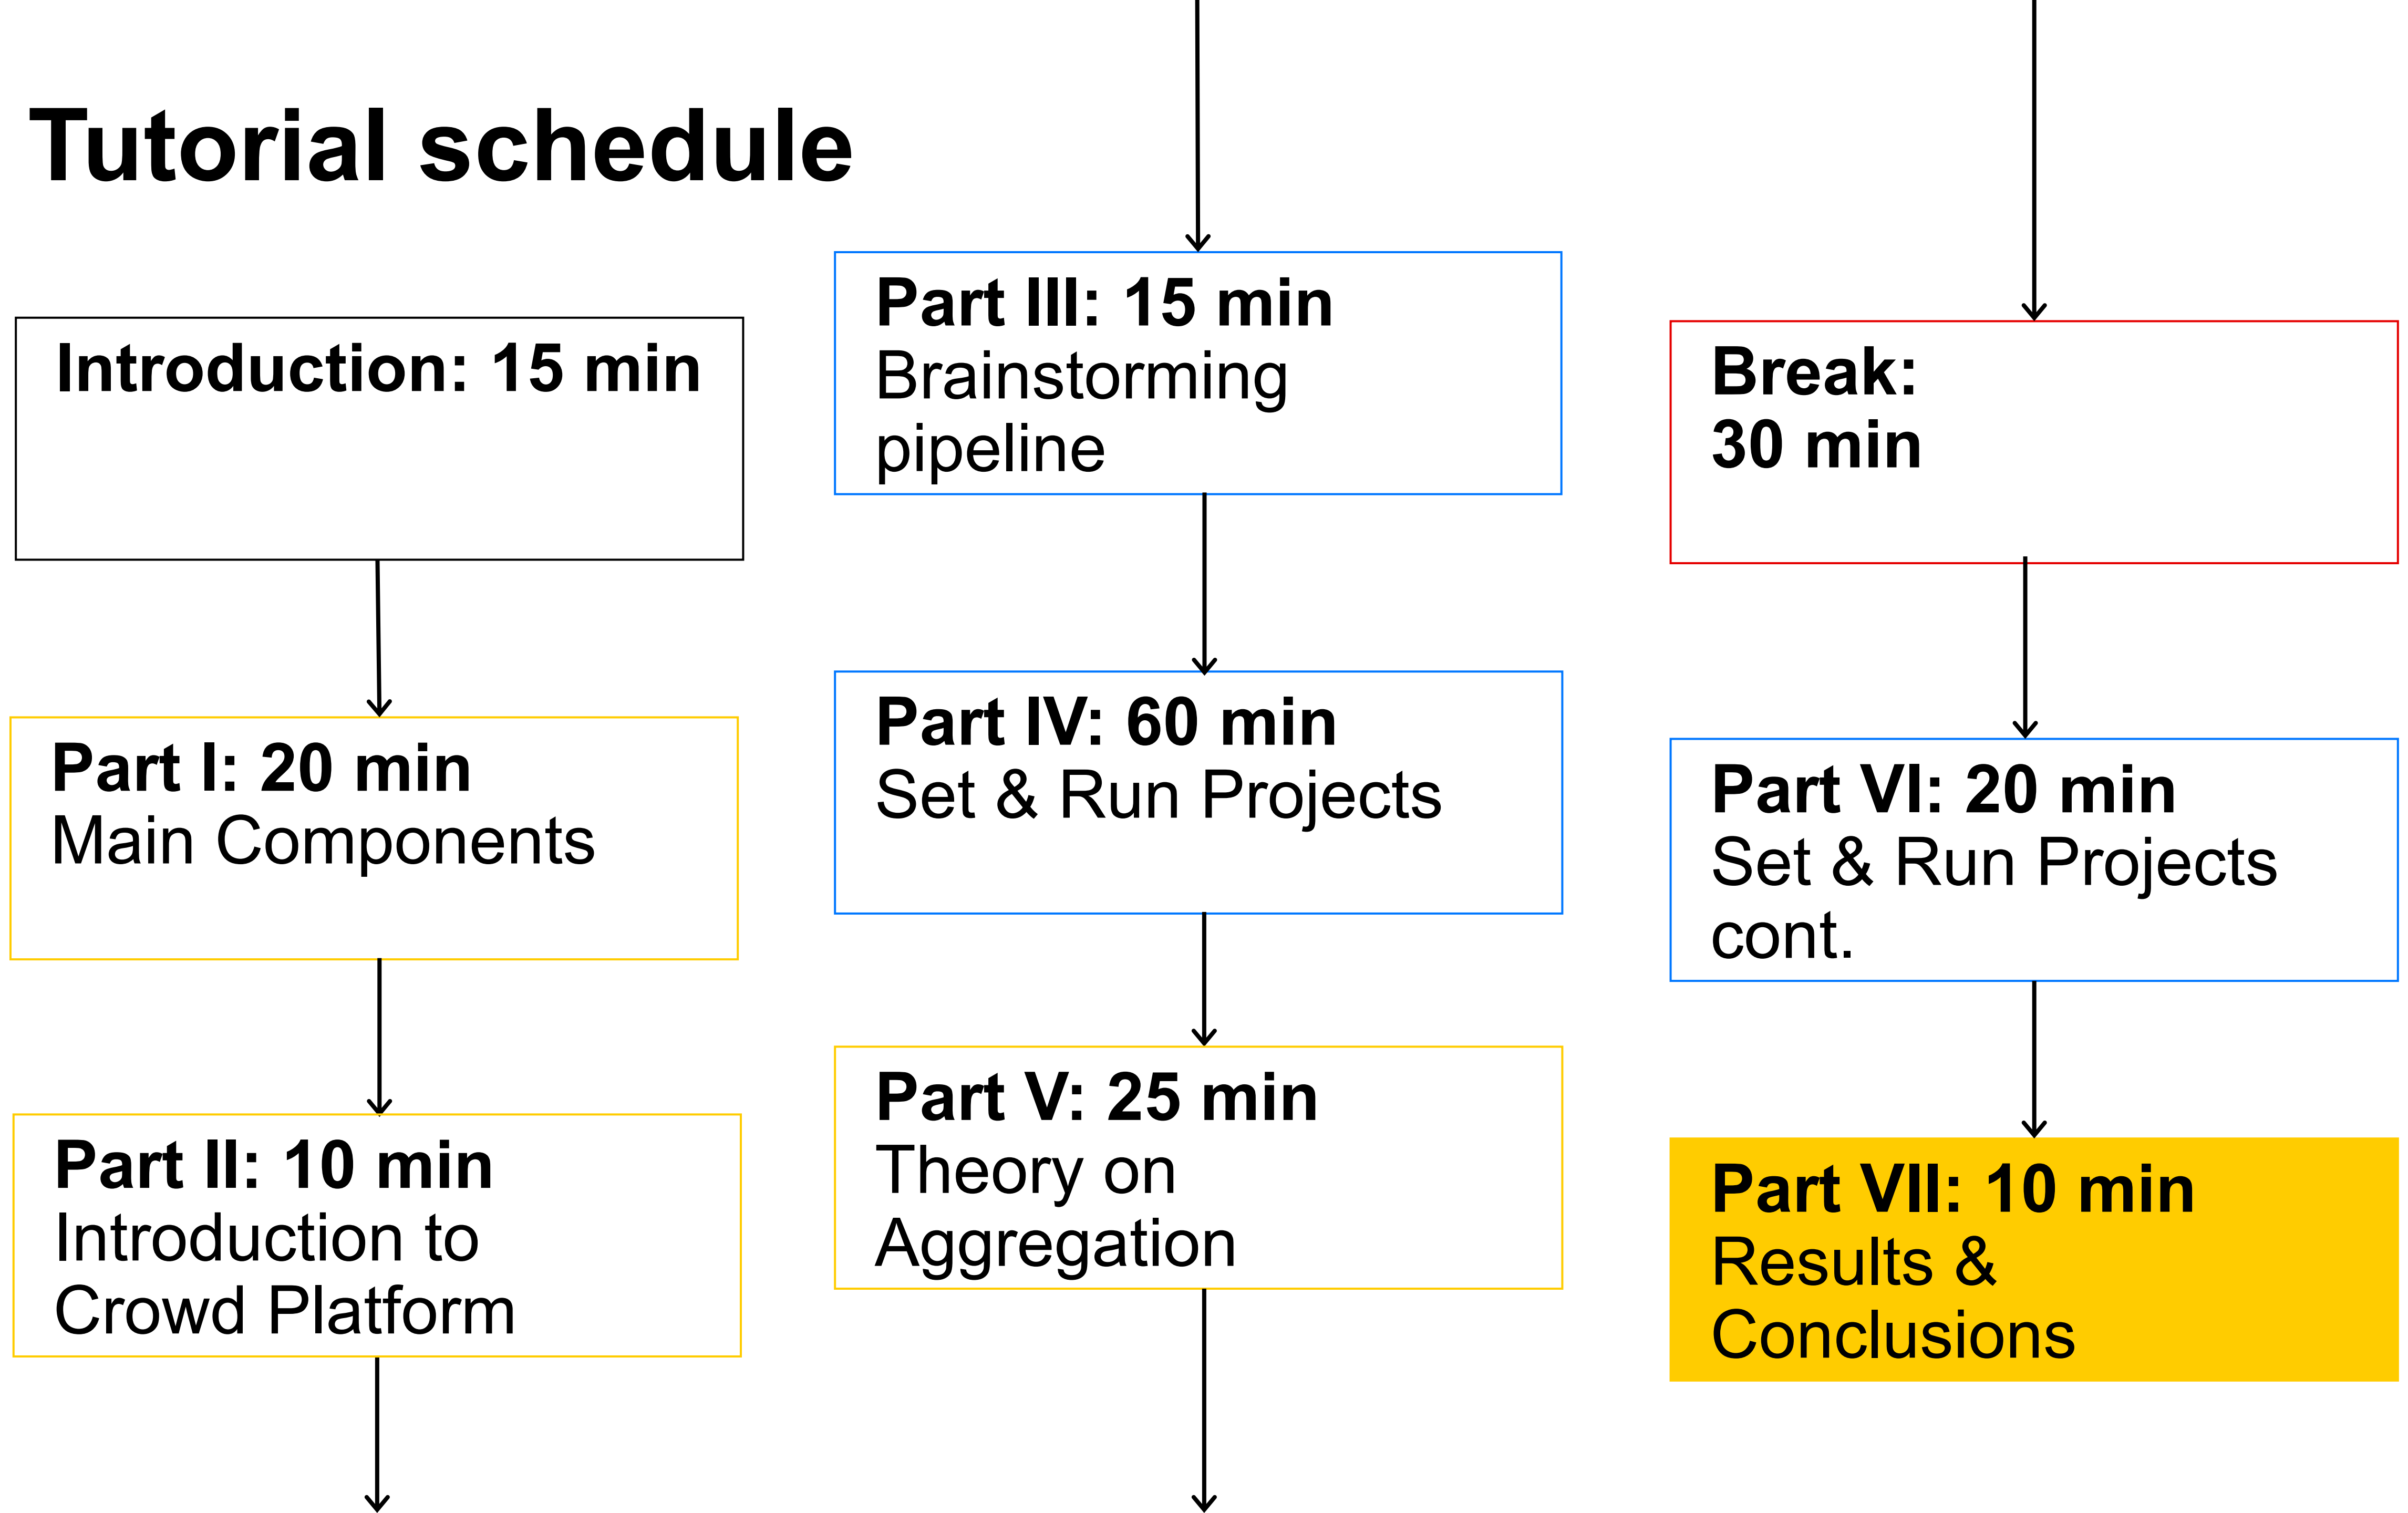 Tutorial schedule
Introduction: 15 min
Part I: 20 min
Main Components
Part II: 10 min
Introduction to
Crowd Platform
Part III: 15 min
Brainstorming
pipeline
Part IV: 60 min
Set & Run Projects
Part V: 25 min
Theory on
Aggregation
Break:
30 min
Part VI: 20 min
Set & Run Projects
cont.
Part VII: 10 min
Results &
Conclusions